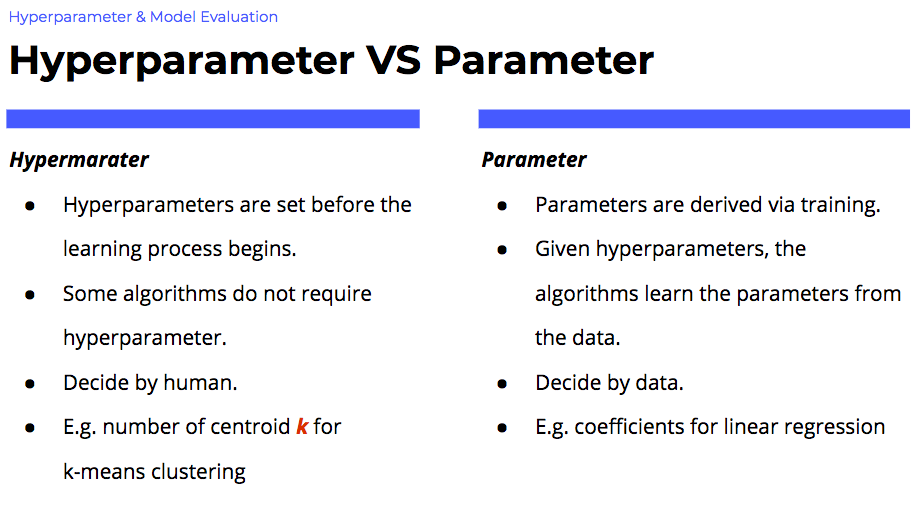 Hyperparameter & Model Evaluation
Hyperparameter VS Parameter
Hypermarater
● Hyperparameters are set before the
learning process begins.
● Some algorithms do not require
hyperparameter.
● Decide by human.
● E.g. number of centroid k for
k-means clustering
Parameter
● Parameters are derived via training.
● Given hyperparameters, the
algorithms learn the parameters from
the data.
● Decide by data.
● E.g. coefficients for linear regression